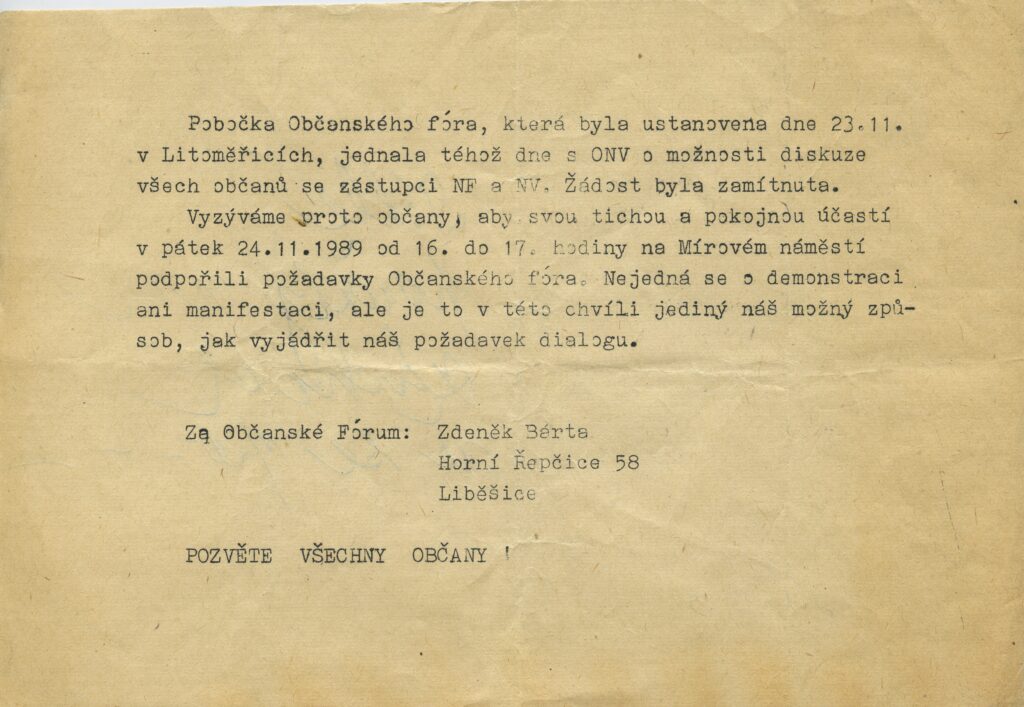 Pobočka Občanského fóra, která byla ustanovena dne 23.11.
v Litoměřicích, jednala téhož dne s ONV o možnosti diskuze
všech občanů se zástupci NF a NV. Žádost byla zamítnuta.
Vyzýváme proto občany, aby svou tichou a pokojnou účastí
v pátek 24.11.1989 od 16. do 17. hodiny na Mírovém náměstí
podpořili požadavky Občanského fóra. Nejedná se o demonstraci
ani manifestaci, ale je to v této chvíli jediný náš možný způ-
sob, jak vyjádřit náš požadavek dialogu.
Za Občanské Fórum: Zdeněk Bárta
Horní Řepčice 58
Liběšice
POZVĚTE VŠECHNY OBČANY !